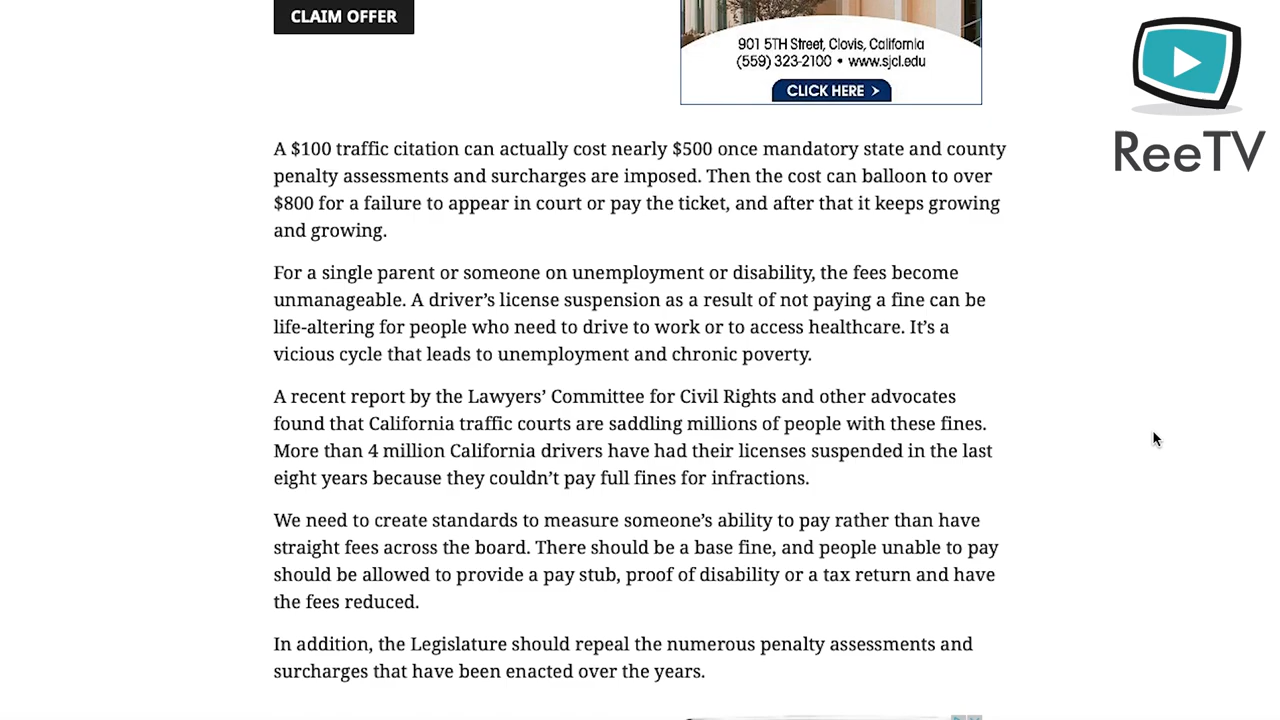 CLAIM OFFER
901 5TH Street, Clovis, California
(559) 323-2100 • www.sjcl.edu
CLICK HERE >
ReeTV
A $100 traffic citation can actually cost nearly $500 once mandatory state and county
penalty assessments and surcharges are imposed. Then the cost can balloon to over
$800 for a failure to appear in court or pay the ticket, and after that it keeps growing
and growing.
For a single parent or someone on unemployment or disability, the fees become
unmanageable. A driver’s license suspension as a result of not paying a fine can be
life-altering for people who need to drive to work or to access healthcare. It’s a
vicious cycle that leads to unemployment and chronic poverty.
A recent report by the Lawyers’ Committee for Civil Rights and other advocates
found that California traffic courts are saddling millions of people with these fines.
More than 4 million California drivers have had their licenses suspended in the last
eight years because they couldn’t pay full fines for infractions.
We need to create standards to measure someone’s ability to pay rather than have
straight fees across the board. There should be a base fine, and people unable to pay
should be allowed to provide a pay stub, proof of disability or a tax return and have
the fees reduced.
In addition, the Legislature should repeal the numerous penalty assessments and
surcharges that have been enacted over the years.